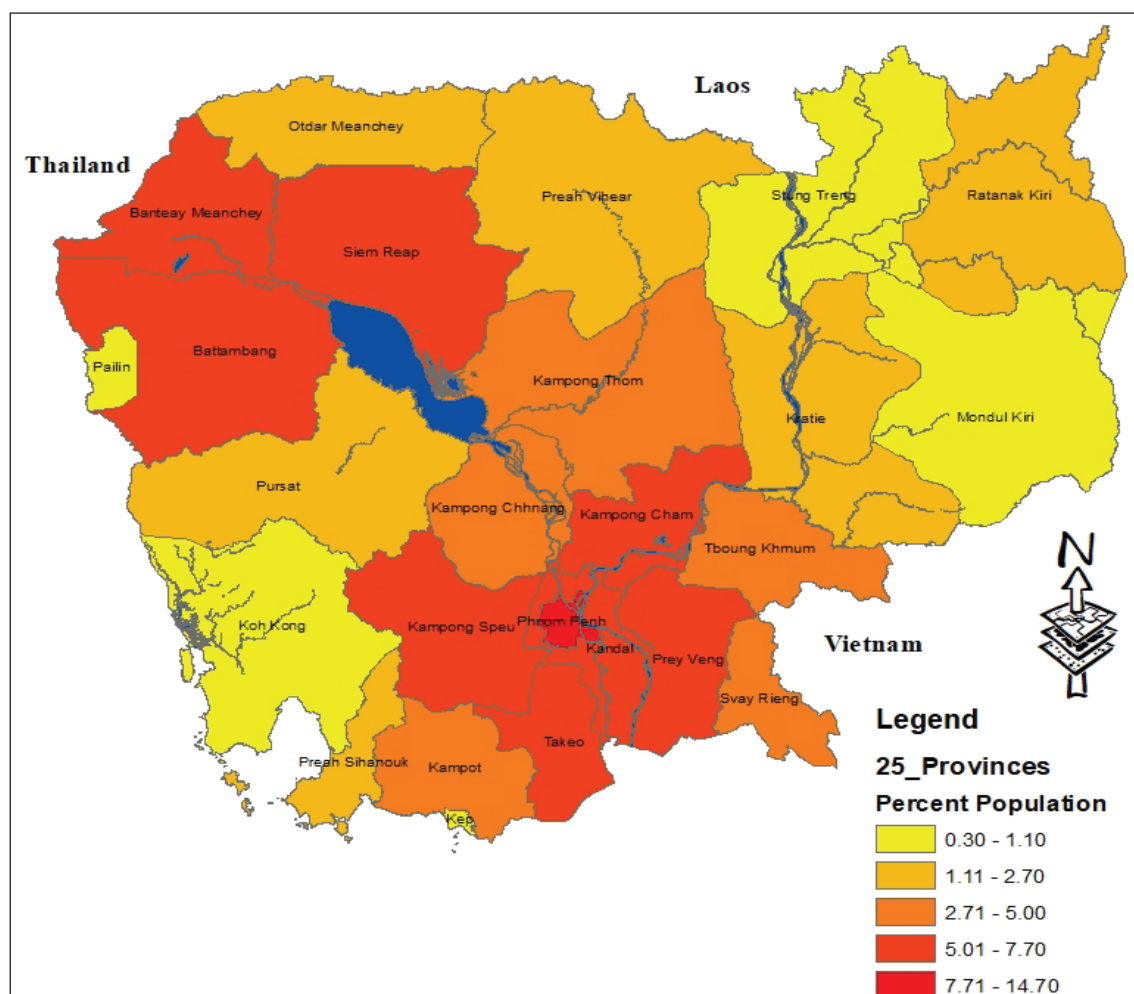 Laos
Otdar Meanchey
Thailand
Preah Vihear
Stung Treng
Ratanak Kiri
Banteay Meanchey
Siem Reap
Battambang
Pailin
Kampong Thom
Kratie
Mondul Kiri
Pursat
Kampong Chhnang
Kampong Cham
Tboung Khmum
N
Koh Kong
Kampong Speu
Phnom Penh
Kandal
Prey Veng
Vietnam
Svay Rieng
Takeo
Preah Sihanouk
Kampot
Kep
Legend
25_Provinces
Percent Population
0.30 - 1.10
1.11 - 2.70
2.71 - 5.00
5.01 - 7.70
7.71 - 14.70